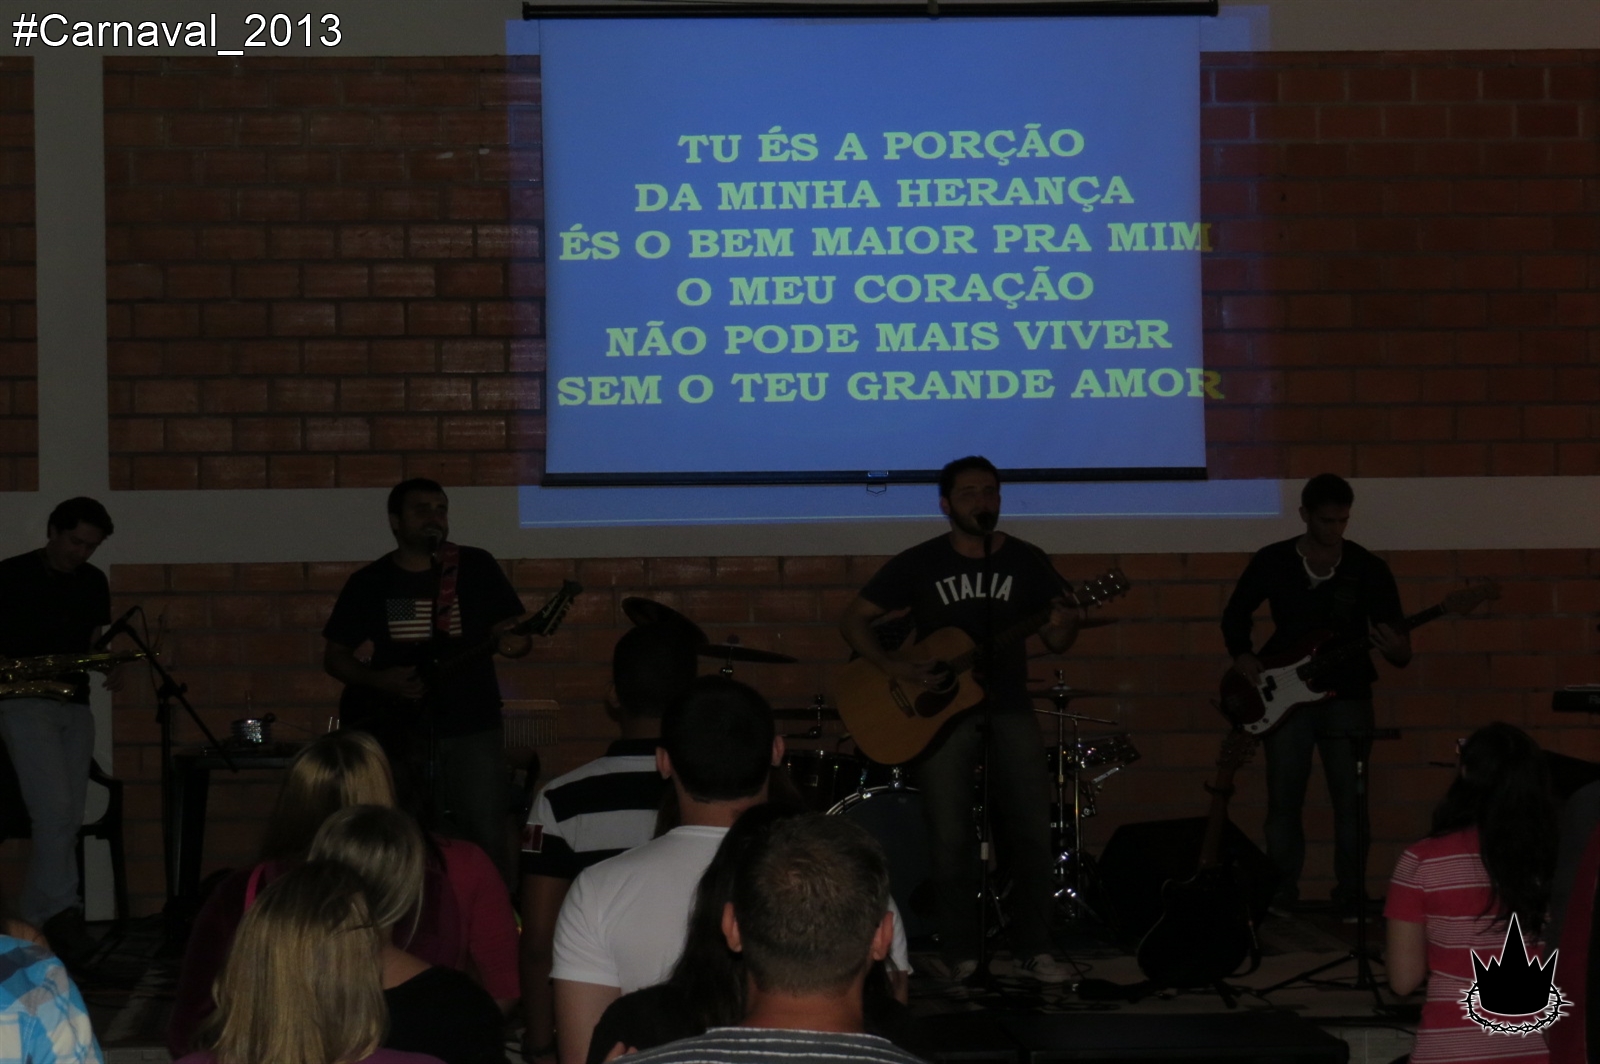 #Carnaval_2013
TU ÉS A PORÇÃO
DA MINHA HERANÇA
ÉS O BEM MAIOR PRA MIM
O MEU CORAÇÃO
NÃO PODE MAIS VIVER
SEM O TEU GRANDE AMOR
ITALIA